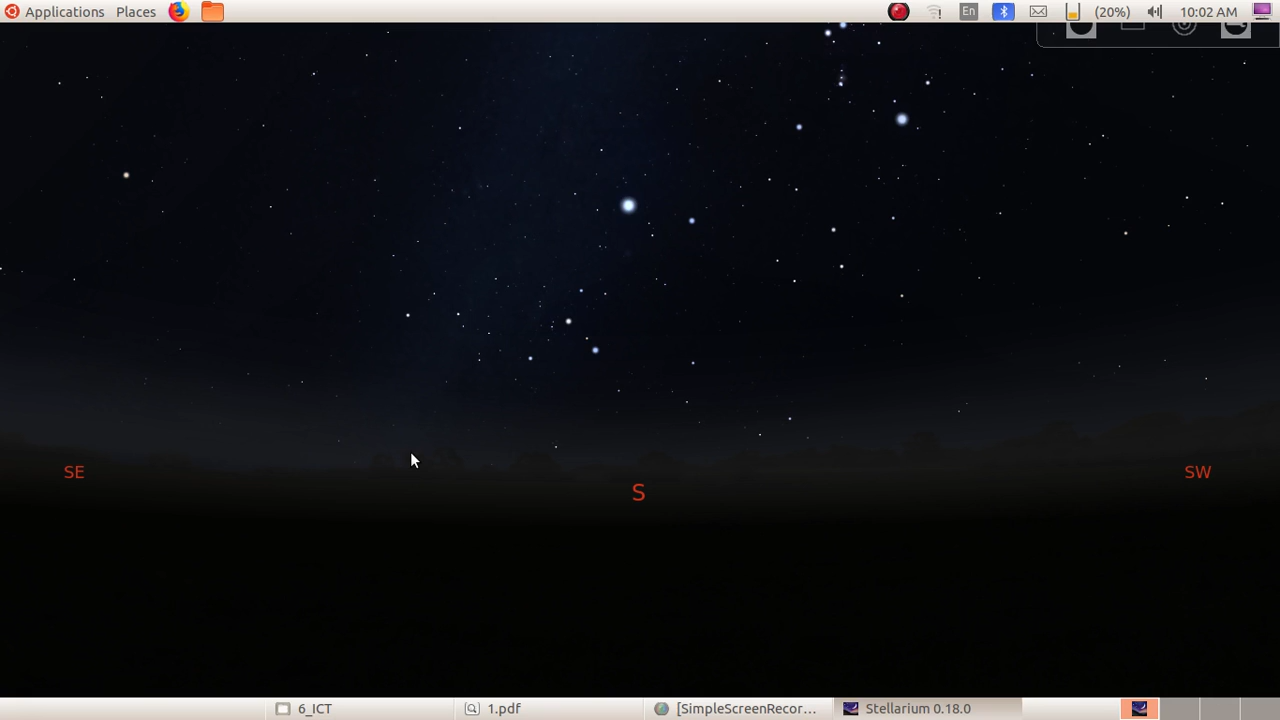 Applications Places En (20%) 10:02 AM
SE
S
SW
6_ICT 1.pdf [SimpleScreenRecor... Stellarium 0.18.0